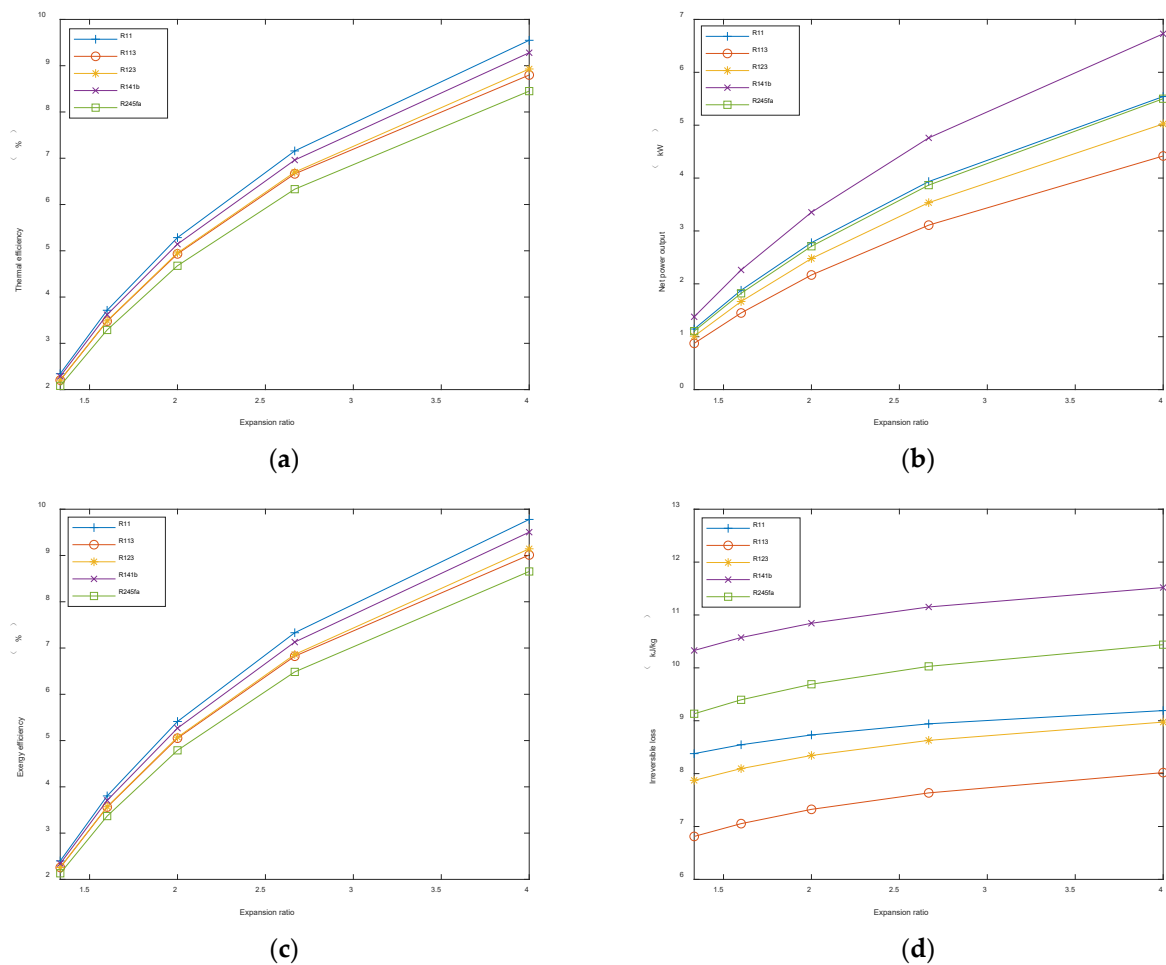 10
9
8
7
6
5
4
3
2
1.5 2 2.5 3 3.5 4
Thermal efficiency （%）
Expansion ratio
R11
R113
R123
R141b
R245fa
(a)
7
6
5
4
3
2
1
0
1.5 2 2.5 3 3.5 4
Net power output （kW）
Expansion ratio
R11
R113
R123
R141b
R245fa
(b)
10
9
8
7
6
5
4
3
2
1.5 2 2.5 3 3.5 4
Exergy efficiency （%）
Expansion ratio
R11
R113
R123
R141b
R245fa
(c)
13
12
11
10
9
8
7
6
1.5 2 2.5 3 3.5 4
Irreversible loss （kJ/kg）
Expansion ratio
R11
R113
R123
R141b
R245fa
(d)